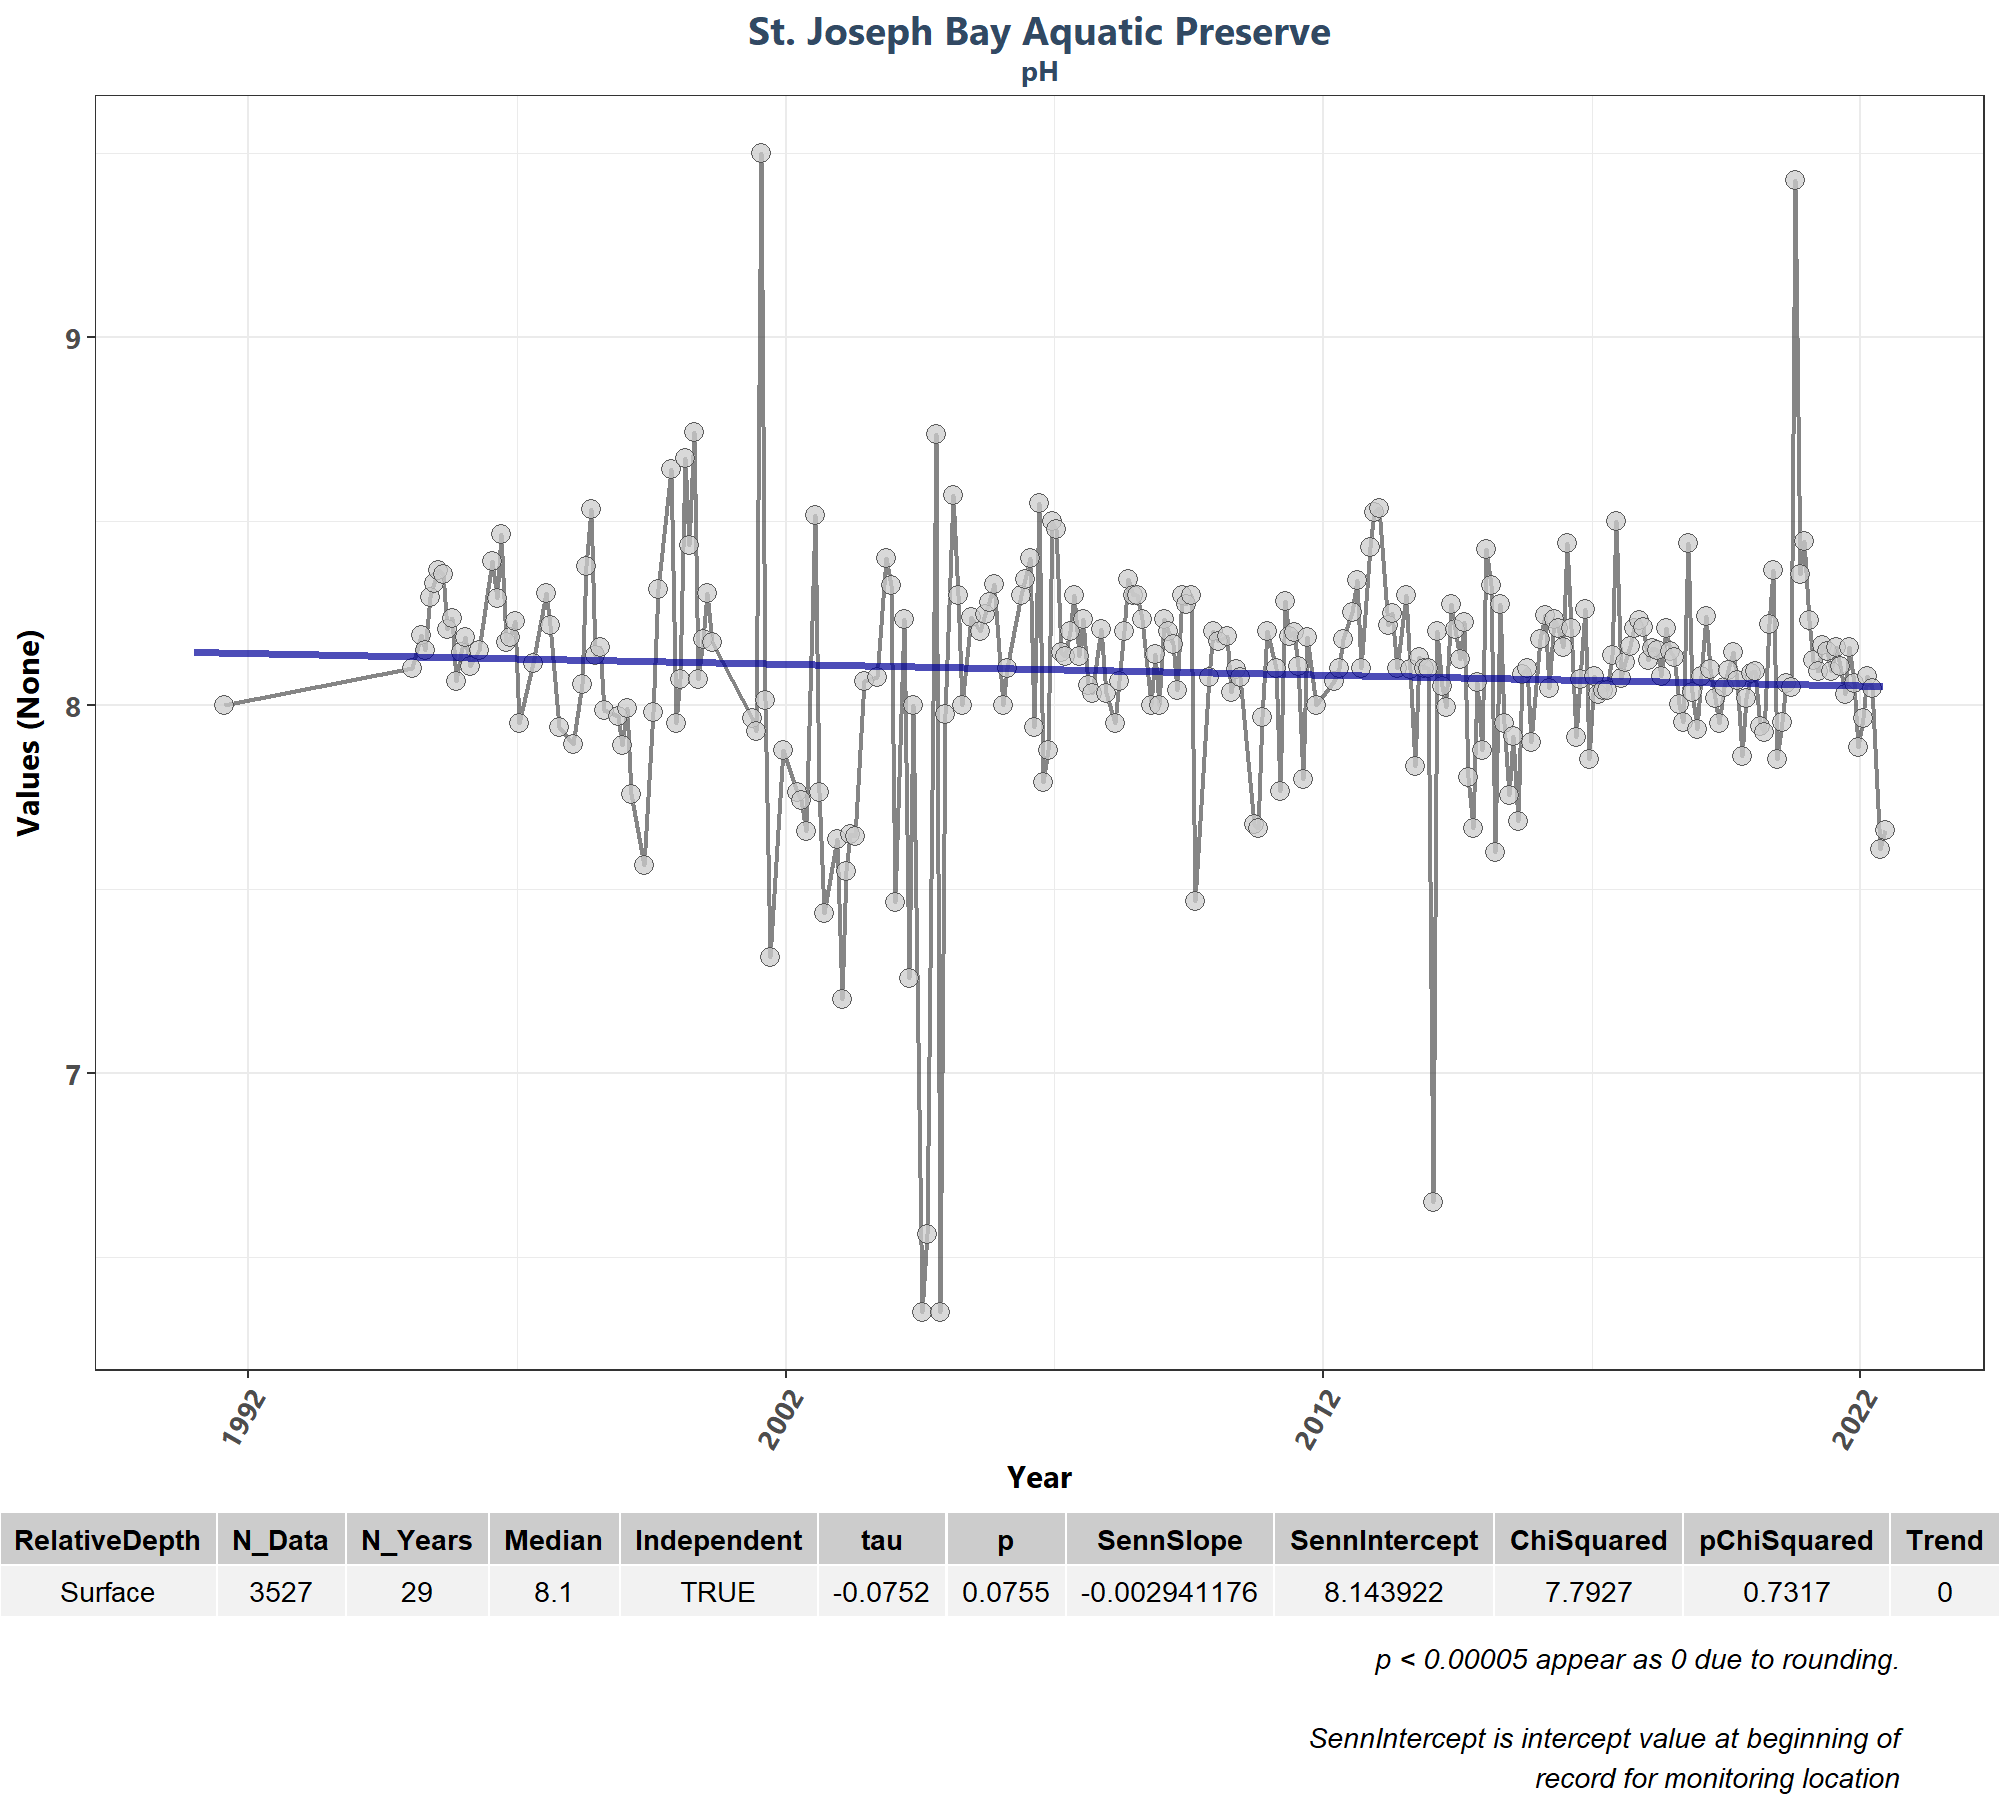 St. Joseph Bay Aquatic Preserve
pH
Values (None)
9
8
7
1992
2002
2012
2022
Year
RelativeDepth N_Data N_Years Median Independent tau p SennSlope SennIntercept ChiSquared pChiSquared Trend
Surface 3527 29 8.1 TRUE -0.0752 0.0755 -0.002941176 8.143922 7.7927 0.7317 0
p < 0.00005 appear as 0 due to rounding.
SennIntercept is intercept value at beginning of
record for monitoring location